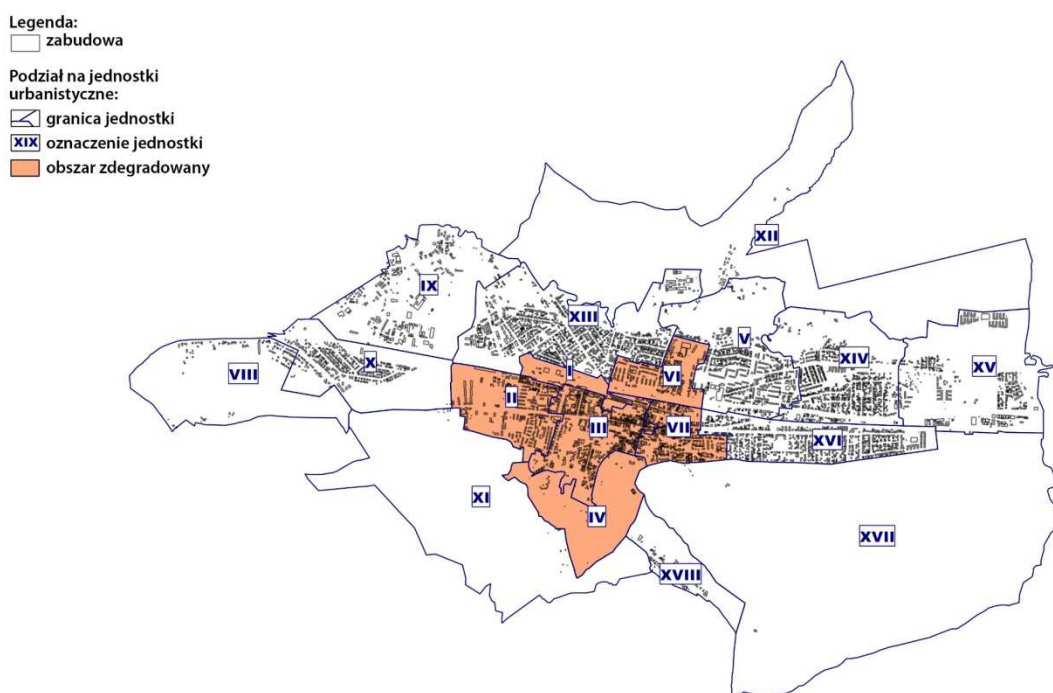 Legenda:
zabudowa
Podział na jednostki
urbanistyczne:
granica jednostki
XIX oznaczenie jednostki
obszar zdegradowany
XII
IX
XIII
I
V
XIV
XV
VIII
X
II
VI
III
VII
XVI
XI
IV
XVII
XVIII